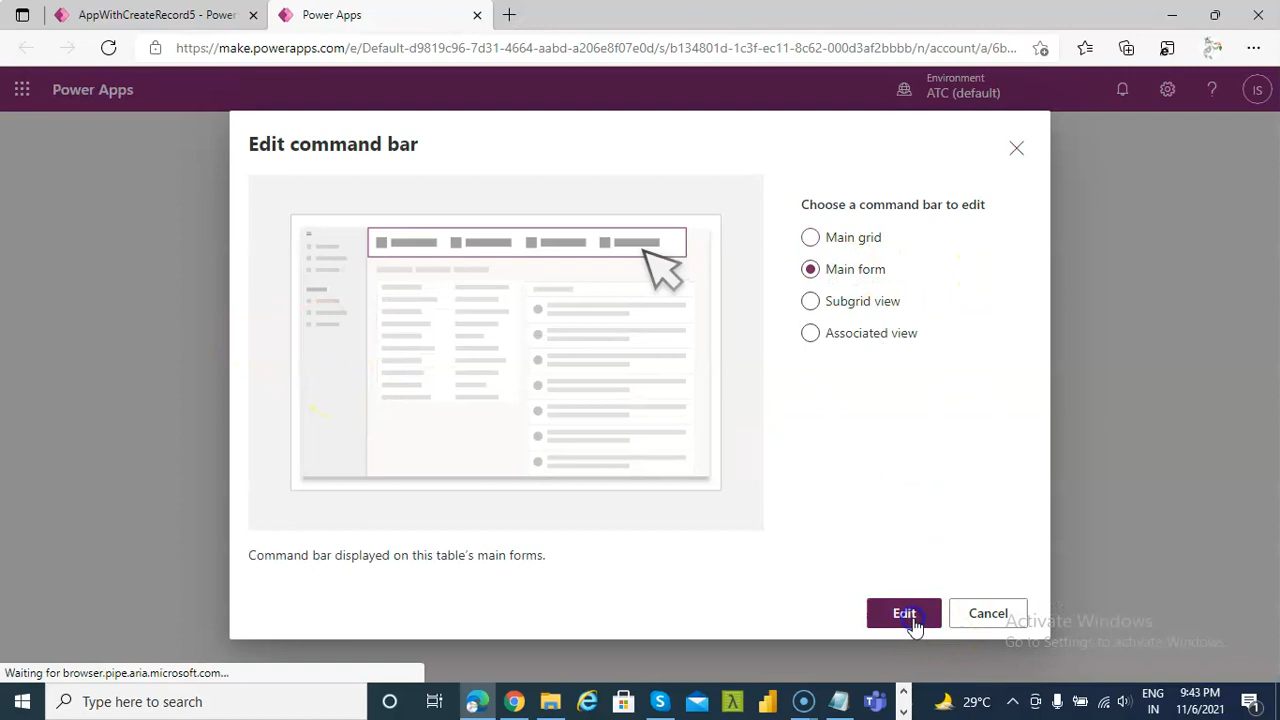 AppWithCreateRecord5 - Power
Power Apps
https://make.powerapps.com/e/Default-d9819c96-7d31-4664-aabd-a206e8f07e0d/s/b134801d-1c3f-ec11-8c62-000d3af2bbbb/n/account/a/6b...
Power Apps
Environment
ATC (default)
IS
Edit command bar
Choose a command bar to edit
Main grid
Main form
Subgrid view
Associated view
Command bar displayed on this table's main forms.
Edit
Cancel
Activate Windows
Go to Settings to activate Windows.
Waiting for browser.pipe.aria.microsoft.com...
Type here to search
29°C
ENG
IN
9:43 PM
11/6/2021
1